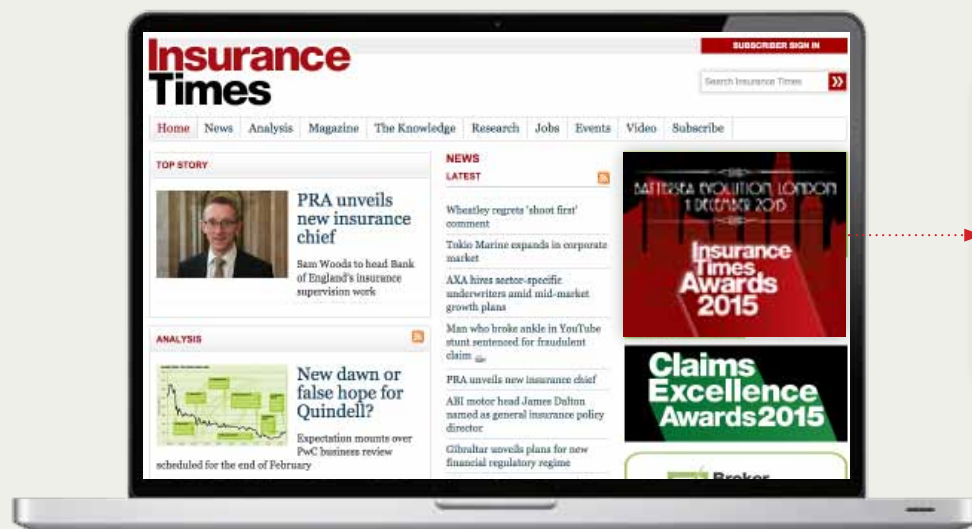 Insurance
Times
SUBSCRIBER SIGN IN
Search Insurance Times
Home News Analysis Magazine The Knowledge Research Jobs Events Video Subscribe
TOP STORY
PRA unveils
new insurance
chief
Sam Woods to head Bank
of England's insurance
supervision work
ANALYSIS
New dawn or
false hope for
Quindell?
Expectation mounts over
PwC business review
scheduled for the end of February
NEWS
LATEST
Wheatley regrets 'shoot first'
comment
Tokio Marine expands in corporate
market
AXA hires sector-specific
underwriters amid mid-market
growth plans
Man who broke ankle in YouTube
stunt sentenced for fraudulent
claim
PRA unveils new insurance chief
ABI motor head James Dalton
named as general insurance policy
director
Gibraltar unveils plans for new
financial regulatory regime
BATTERSEA EVOLUTION, LONDON
1 DECEMBER 2015
Insurance
Times
Awards
2015
Claims
Excellence
Awards 2015
Broker